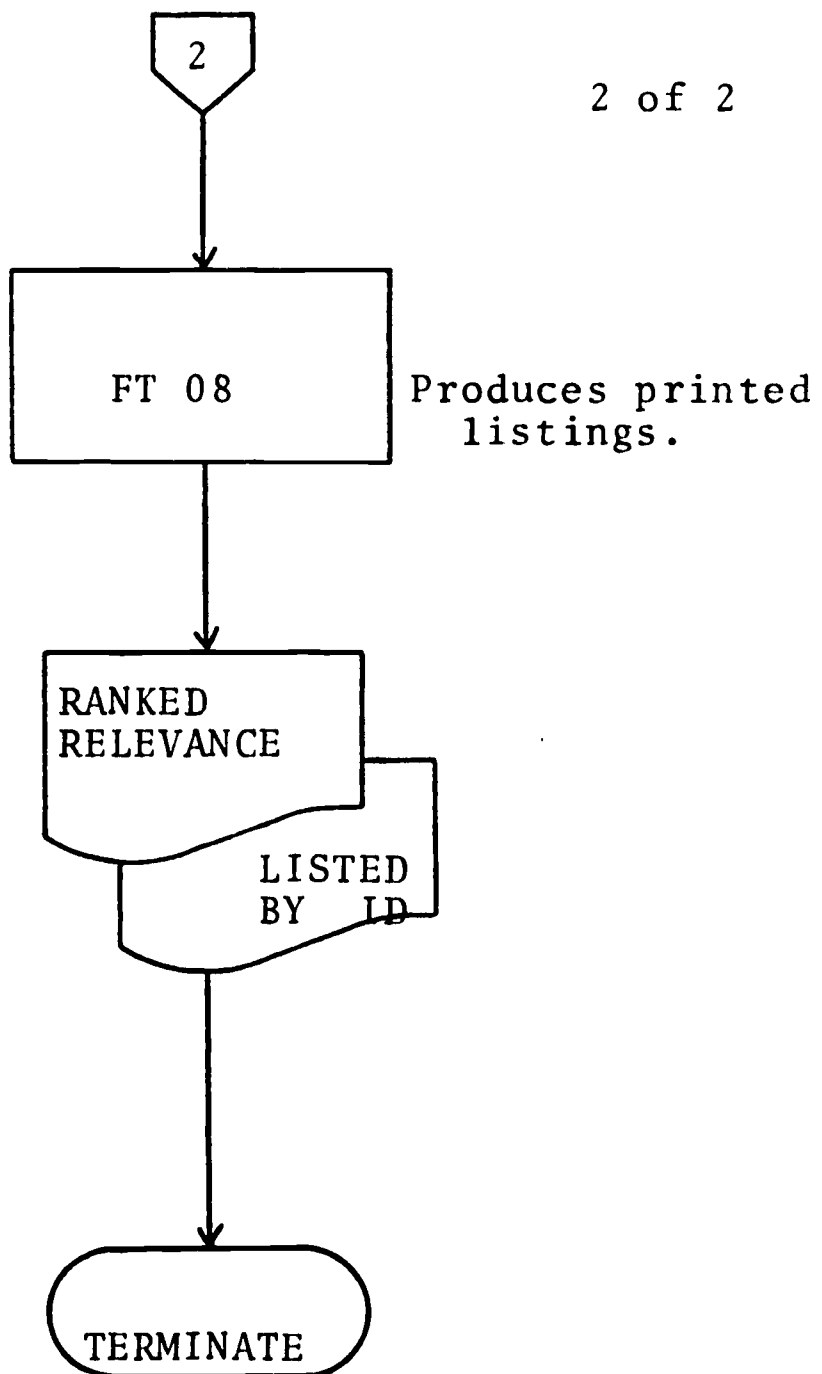 2
2 of 2
FT 08
Produces printed
listings.
RANKED
RELEVANCE
LISTED
BY ID
TERMINATE